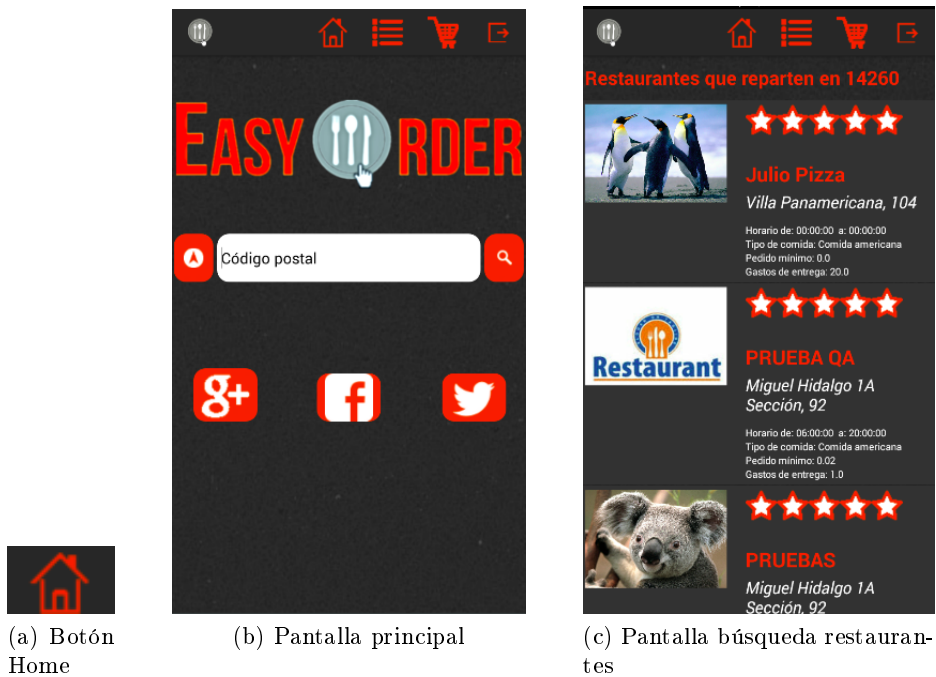 EASY RDER
Código postal
g+
f
(a) Botón
Home
(b) Pantalla principal
Restaurantes que reparten en 14260
Julio Pizza
Villa Panamericana, 104
Horario de: 00:00:00 a: 00:00:00
Tipo de comida: Comida americana
Pedido mínimo: 0.0
Gastos de entrega: 20.0
Restaurant
PRUEBA QA
Miguel Hidalgo 1A
Sección, 92
Horario de: 06:00:00 a: 20:00:00
Tipo de comida: Comida americana
Pedido mínimo: 0.02
Gastos de entrega: 1.0
PRUEBAS
Miguel Hidalgo 1A
Sección, 92
(c) Pantalla búsqueda restauran-
tes